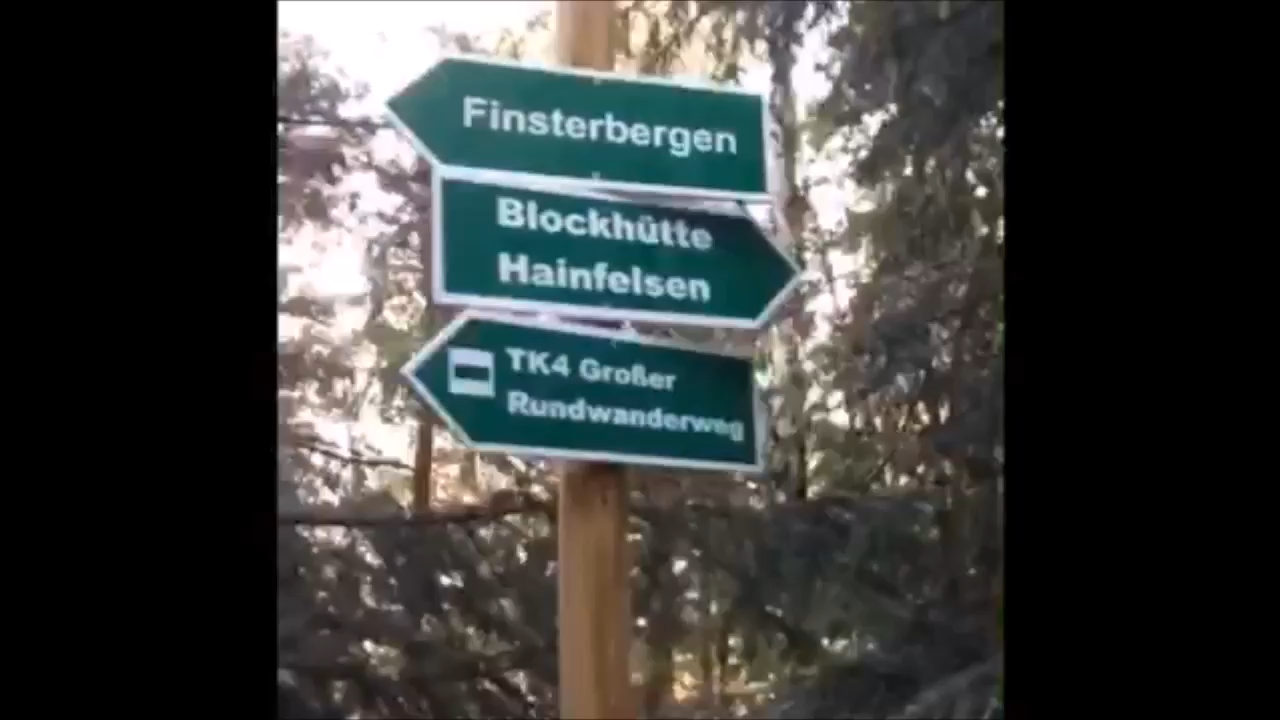 Finsterbergen
Blockhütte
Hainfelsen
TK4 Großer
Rundwanderweg